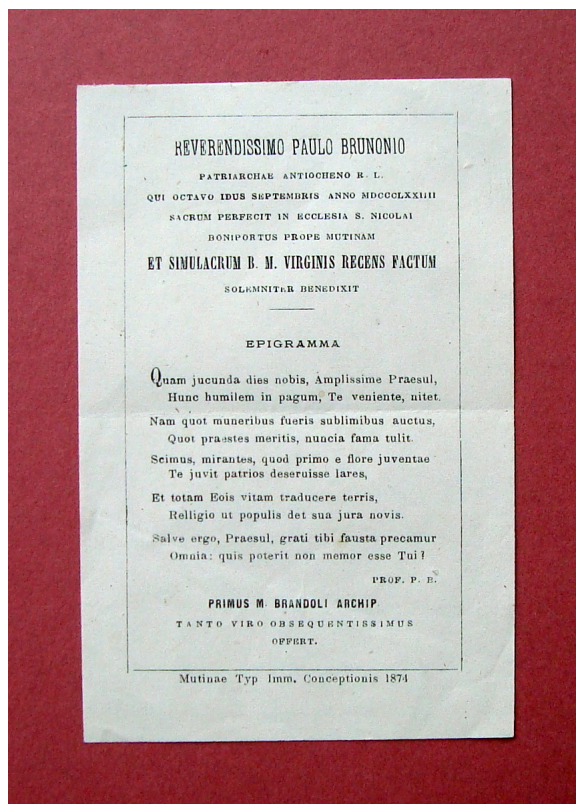 REVERENDISSIMO PAULO BRUNONIO
PATRIARCHAE ANTIOCHENO R. L.
QUI OCTAVO IDUS SEPTEMBRIS ANNO MDCCCLXXIIII
SACRUM PERFECIT IN ECCLESIA S. NICOLAI
BONIPORTUS PROPE MUTINAM
ET SIMULACRUM B. M. VIRGINIS RECENS FACTUM
SOLEMNITER BENEDIXIT
EPIGRAMMA
Quam jucunda dies nobis, Amplissime Praesul,
Hunc humilem in pagum, Te veniente, nitet.
Nam quot muneribus fueris sublimibus auctus,
Quot praestes meritis, nuncia fama tulit.
Scimus, mirantes, quod primo e flore juventae
Te juvit patrios deseruisse lares,
Et totam Eois vitam traducere terris,
Relligio ut populis det sua jura novis.
Salve ergo, Praesul, grati tibi fausta precamur
Omnia: quis poterit non memor esse Tui?
PROF. P. B.
PRIMUS M. BRANDOLI ARCHIP.
TANTO VIRO OBSEQUENTISSIMUS
OFFERT.
Mutinae Typ Imm. Conceptionis 1874